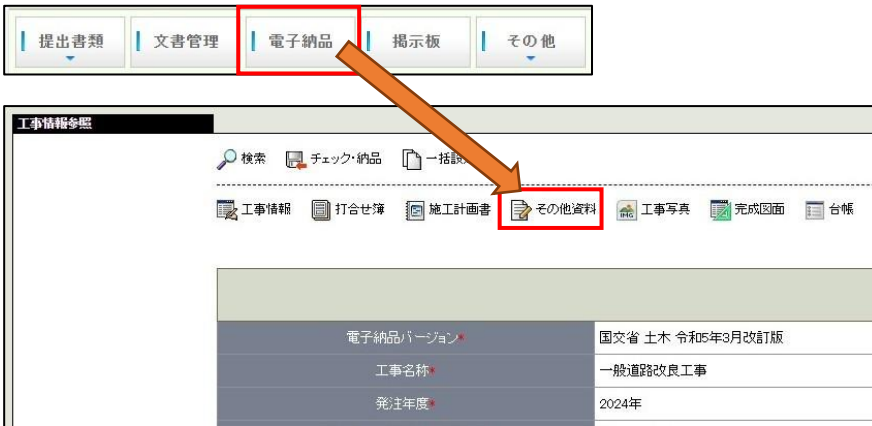 提出書類 文書管理 電子納品 掲示板 その他
工事情報参照
検索 チェック・納品 一括
工事情報 打合せ簿 施工計画書 その他資料 工事写真 完成図面 台帳
電子納品バージョン* 国交省 土木 令和5年3月改訂版
工事名称* 一般道路改良工事
発注年度* 2024年